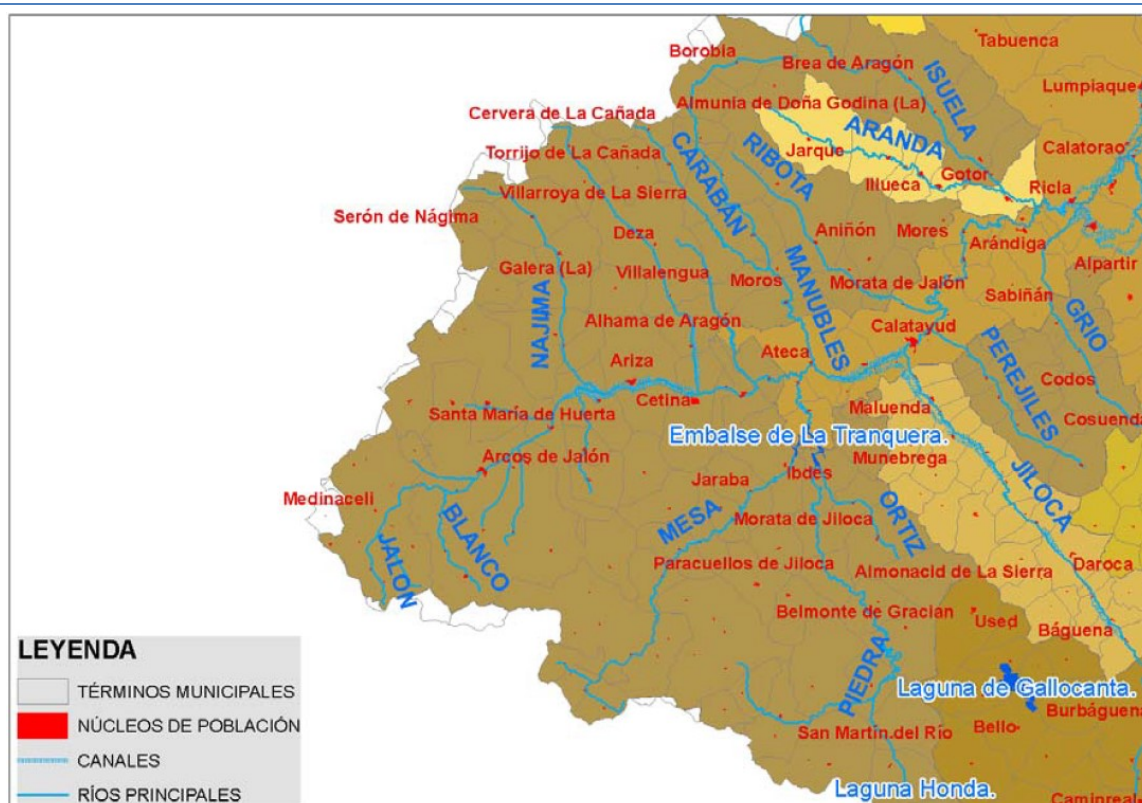 Tabuenca
Borobia
Brea de Aragón
ISUELA
Lumpiaque
Almunia de Doña Godina (La)
Cervera de La Cañada
ARANDA
CARABÁN
RIBOTA
Jarque
Calatorao
Torrijo de La Cañada
Illueca
Gotor
Ricla
Villarroya de La Sierra
Serón de Nágima
Deza
Aniñón
Mores
Arándiga
Alpartir
Galera (La)
Villalengua
Moros
MANUBLES
Morata de Jalón
Sabiñán
GRIO
NAJIMA
Alhama de Aragón
Calatayud
Ateca
PEREJILES
Ariza
Codos
Cetina
Maluenda
Santa María de Huerta
Cosuenda
Embalse de La Tranquera.
Munebrega
Arcos de Jalón
Jaraba
Ibdes
JILOCA
Medinaceli
MESA
Morata de Jiloca
ORTIZ
BLANCO
JALON
Paracuellos de Jiloca
Almonacid de La Sierra
Daroca
Belmonte de Gracian
Used
Báguena
LEYENDA
TÉRMINOS MUNICIPALES
PIEDRA
Laguna de Gallocanta.
Burbáguena
NÚCLEOS DE POBLACIÓN
San Martín.del Río
Bello
CANALES
Laguna Honda.
RÍOS PRINCIPALES
Caminreal